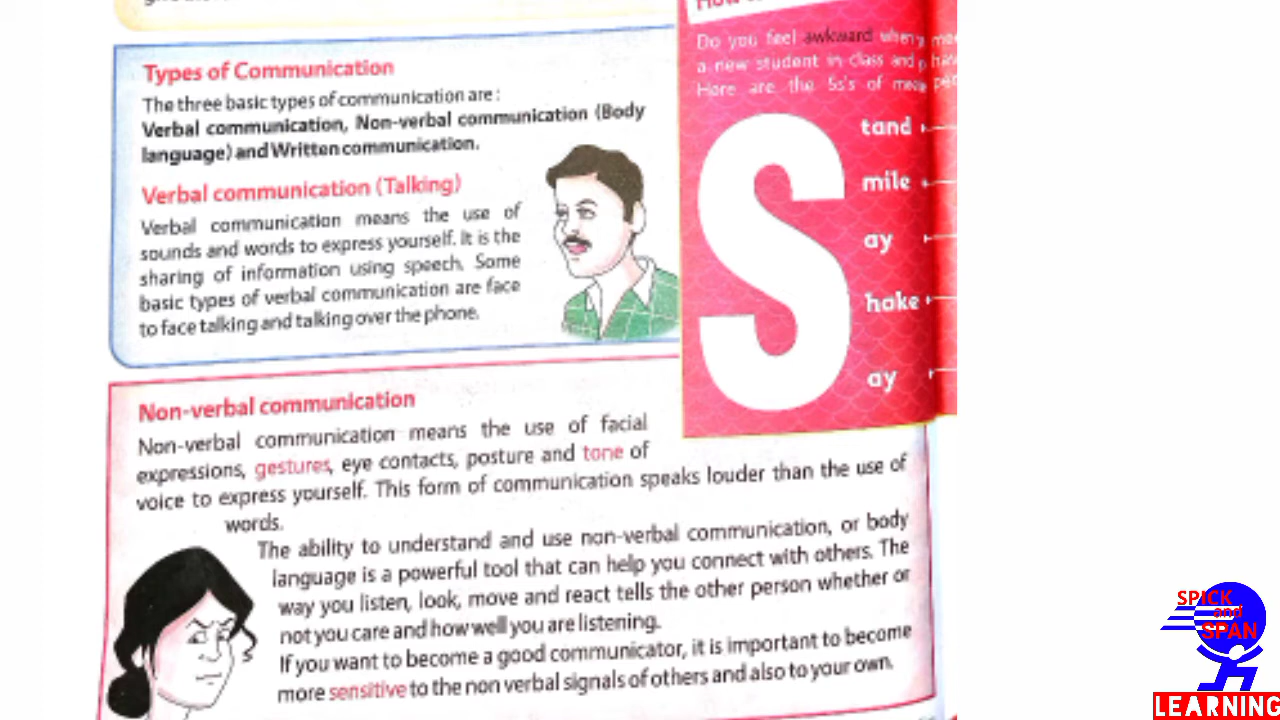 Types of Communication
The three basic types of communication are :
Verbal communication, Non-verbal communication (Body
language) and Written communication.
Verbal communication (Talking)
Verbal communication means the use of
sounds and words to express yourself. It is the
sharing of information using speech. Some
basic types of verbal communication are face
to face talking and talking over the phone.
Non-verbal communication
Non-verbal communication means the use of facial
expressions, gestures, eye contacts, posture and tone of
voice to express yourself. This form of communication speaks louder than the use of
words.
The ability to understand and use non-verbal communication, or body
language is a powerful tool that can help you connect with others. The
way you listen, look, move and react tells the other person whether or
not you care and how well you are listening.
If you want to become a good communicator, it is important to become
more sensitive to the non verbal signals of others and also to your own.
Do you feel awkward when
a new student in class and
Here are the 5s's of
S
tand
mile
ay
hake
ay
SPICK
and
SPAN
LEARNING